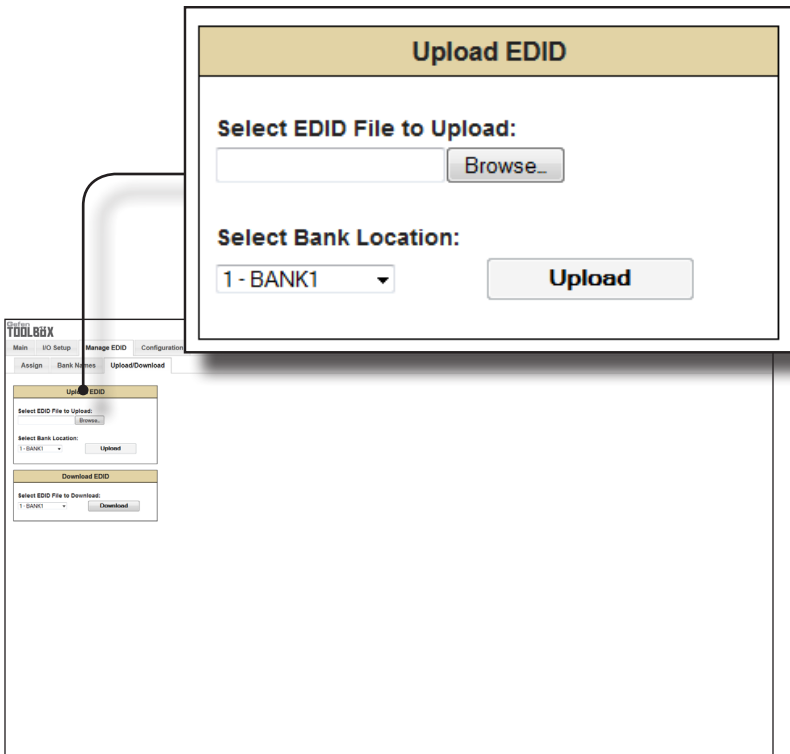 Upload EDID
Select EDID File to Upload:
Browse...
Select Bank Location:
1 - BANK1
Upload
Gefen
TOOLBOX
Main I/O Setup Manage EDID Configuration
Assign Bank Names Upload/Download
Upload EDID
Select EDID File to Upload:
Browse...
Select Bank Location:
1 - BANK1 Upload
Download EDID
Select EDID File to Download:
1 - BANK1 Download